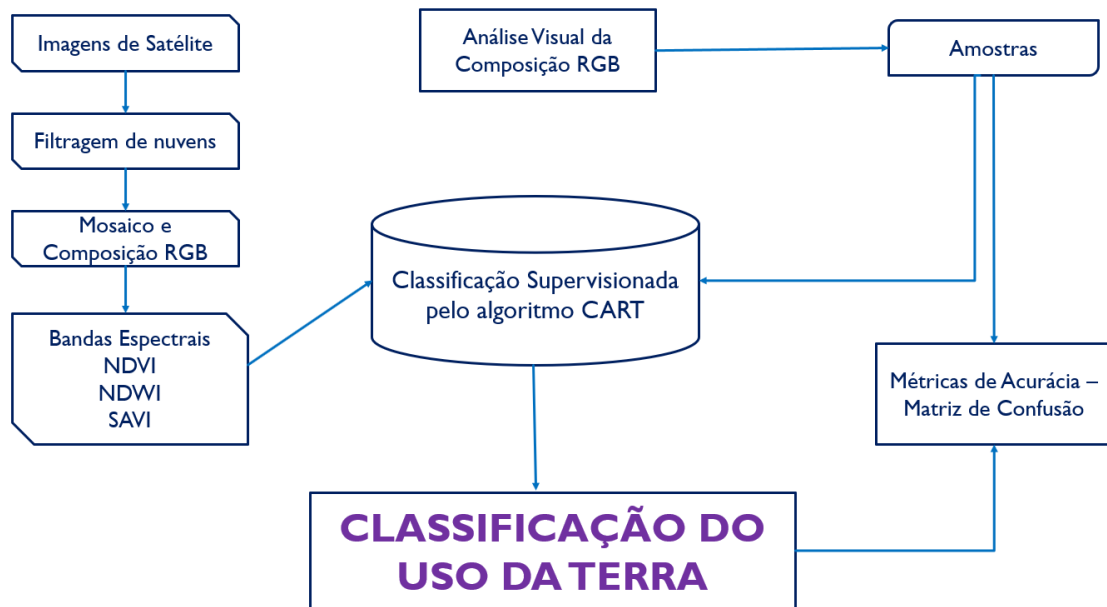 Imagens de Satélite
Filtragem de nuvens
Mosaico e
Composição RGB
Bandas Espectrais
NDVI
NDWI
SAVI
Análise Visual da
Composição RGB
Amostras
Classificação Supervisionada
pelo algoritmo CART
Métricas de Acurácia –
Matriz de Confusão
CLASSIFICAÇÃO DO
USO DA TERRA